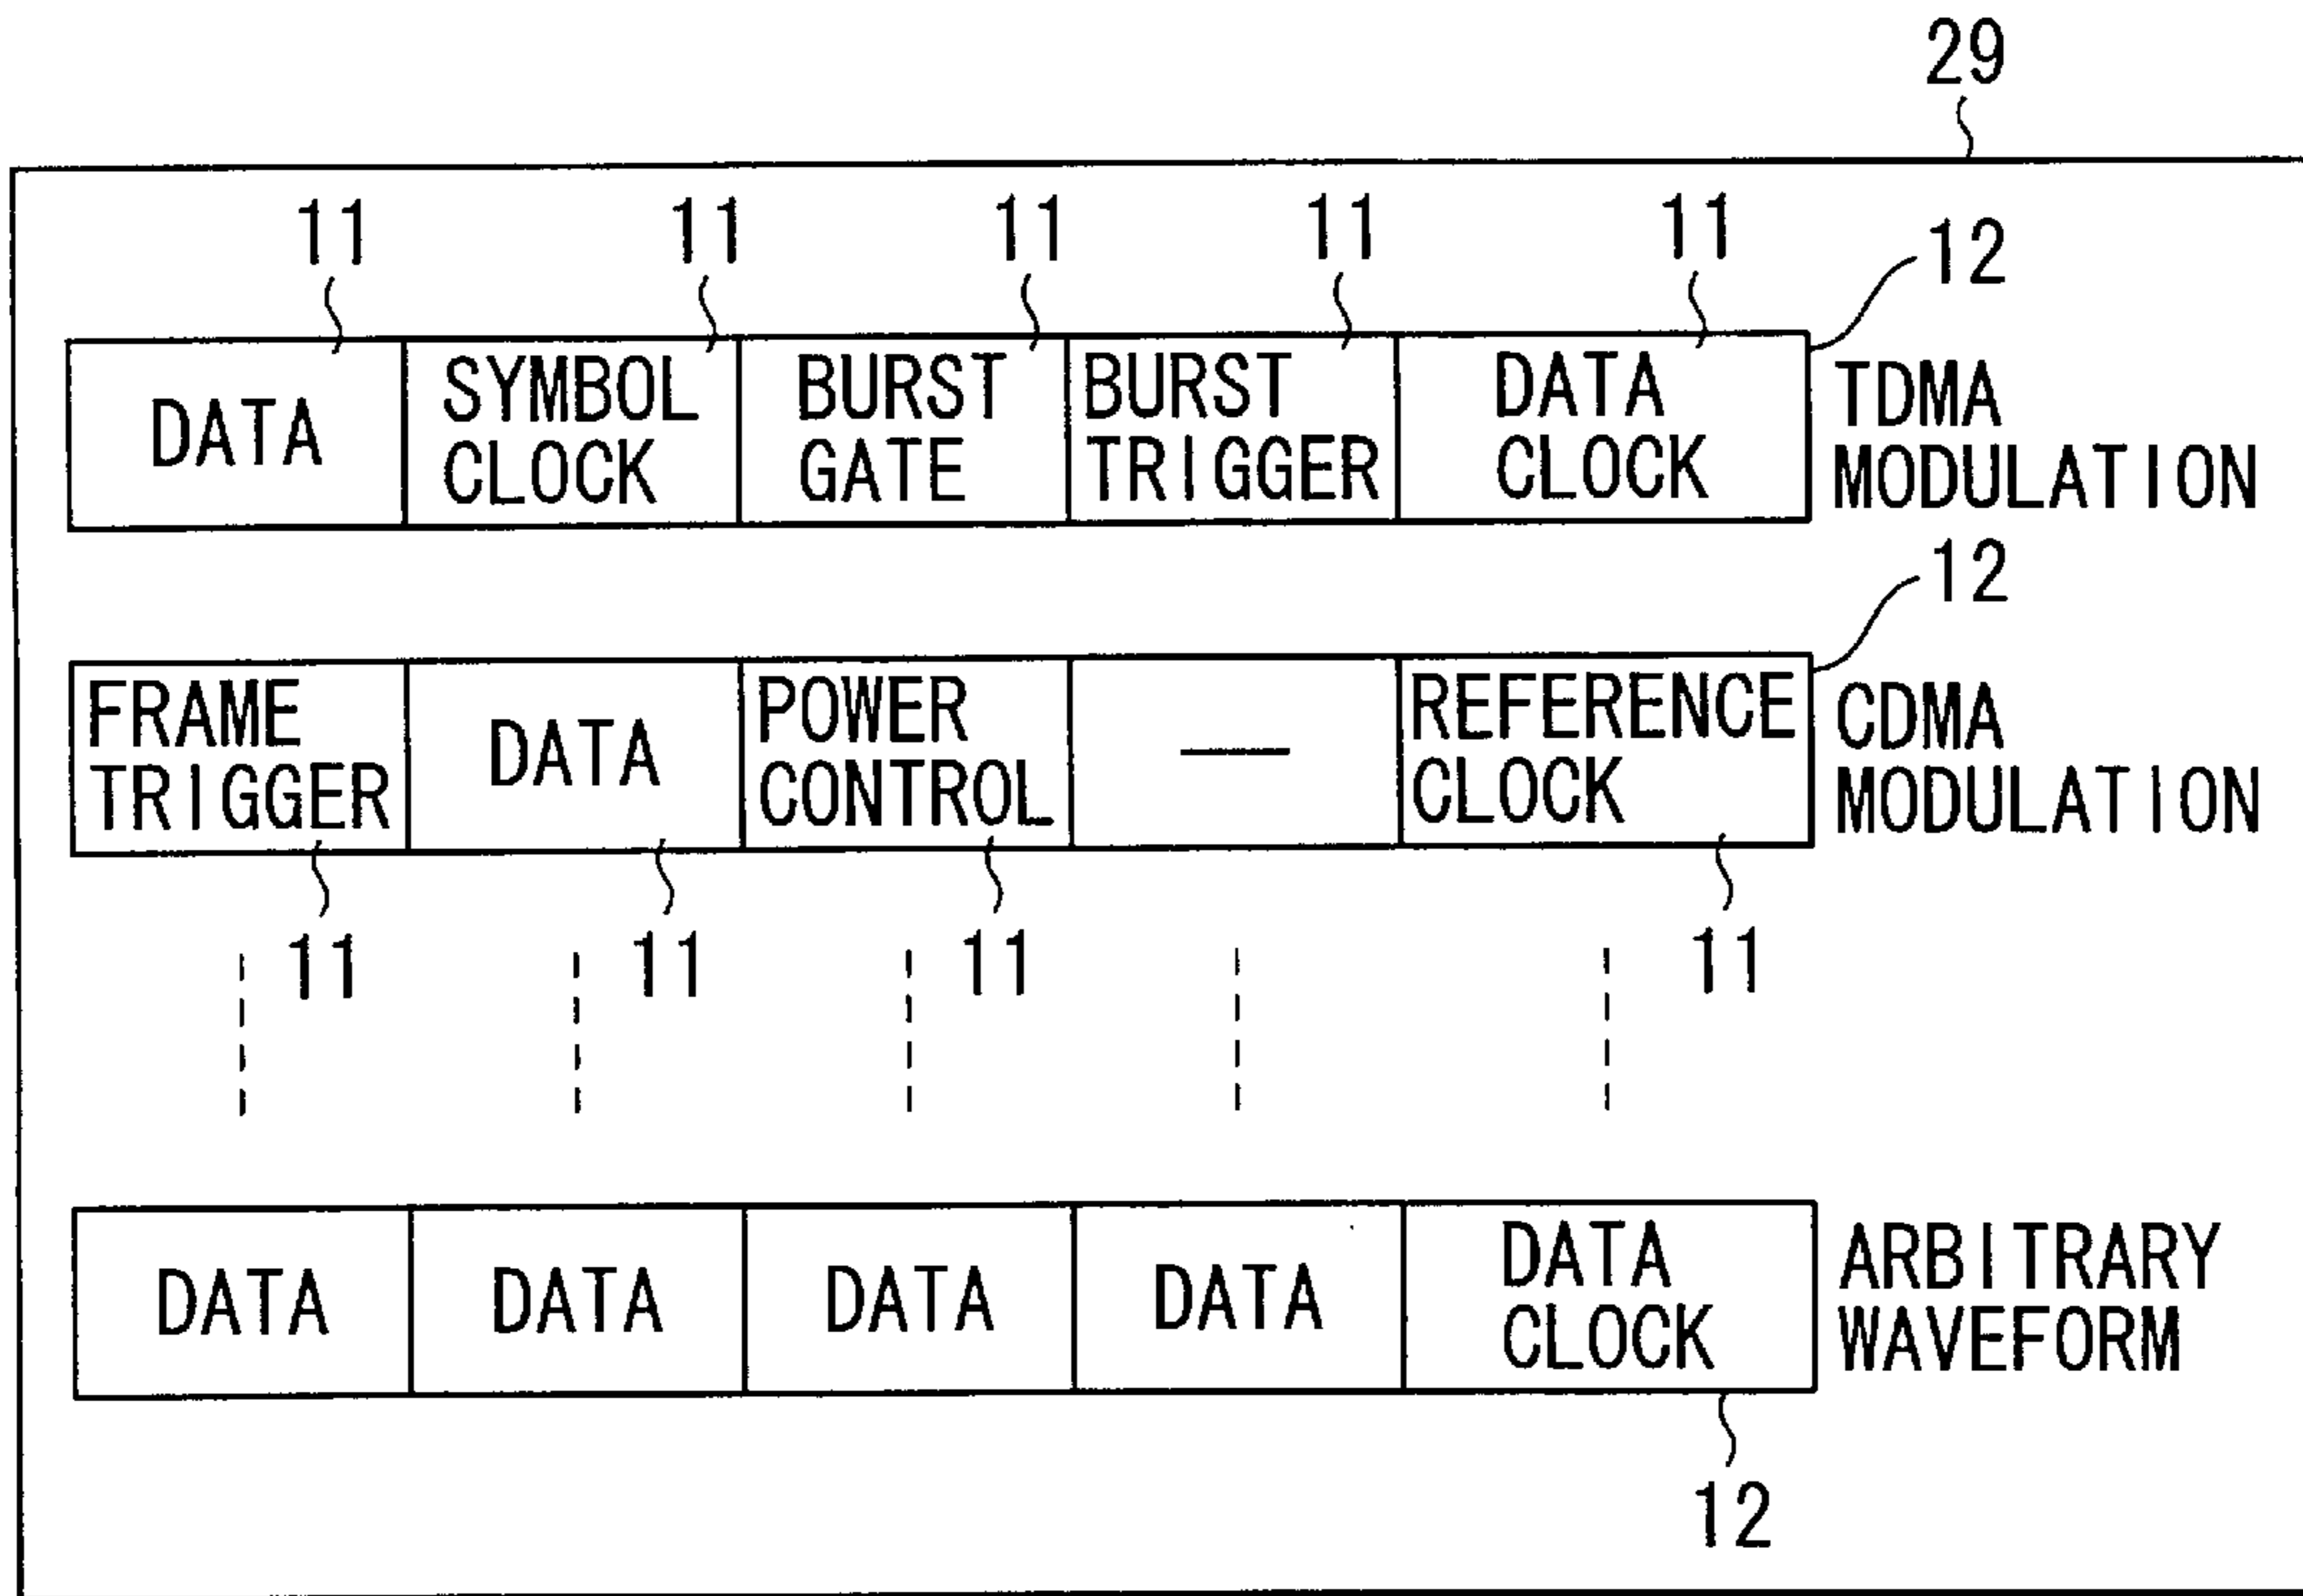 29
11 11 11 11 11 12
DATA SYMBOL CLOCK BURST GATE BURST TRIGGER DATA CLOCK TDMA MODULATION
12
FRAME TRIGGER DATA POWER CONTROL — REFERENCE CLOCK CDMA MODULATION
11 11 11 11
DATA DATA DATA DATA DATA CLOCK ARBITRARY WAVEFORM
12